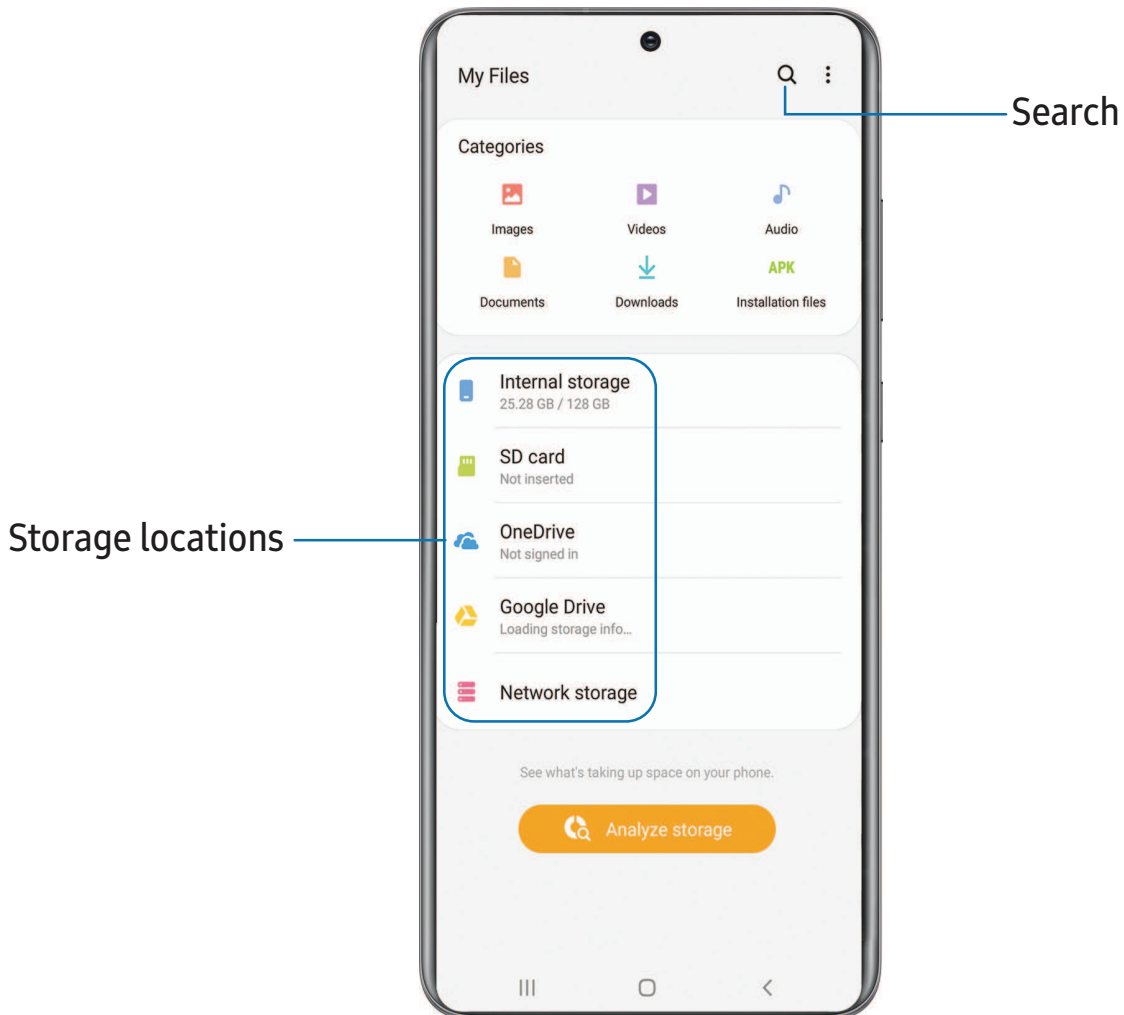 My Files
Search
Categories
Images Videos Audio
APK
Documents Downloads Installation files
Internal storage
25.28 GB / 128 GB
SD card
Not inserted
Storage locations
OneDrive
Not signed in
Google Drive
Loading storage info...
Network storage
See what's taking up space on your phone.
Analyze storage